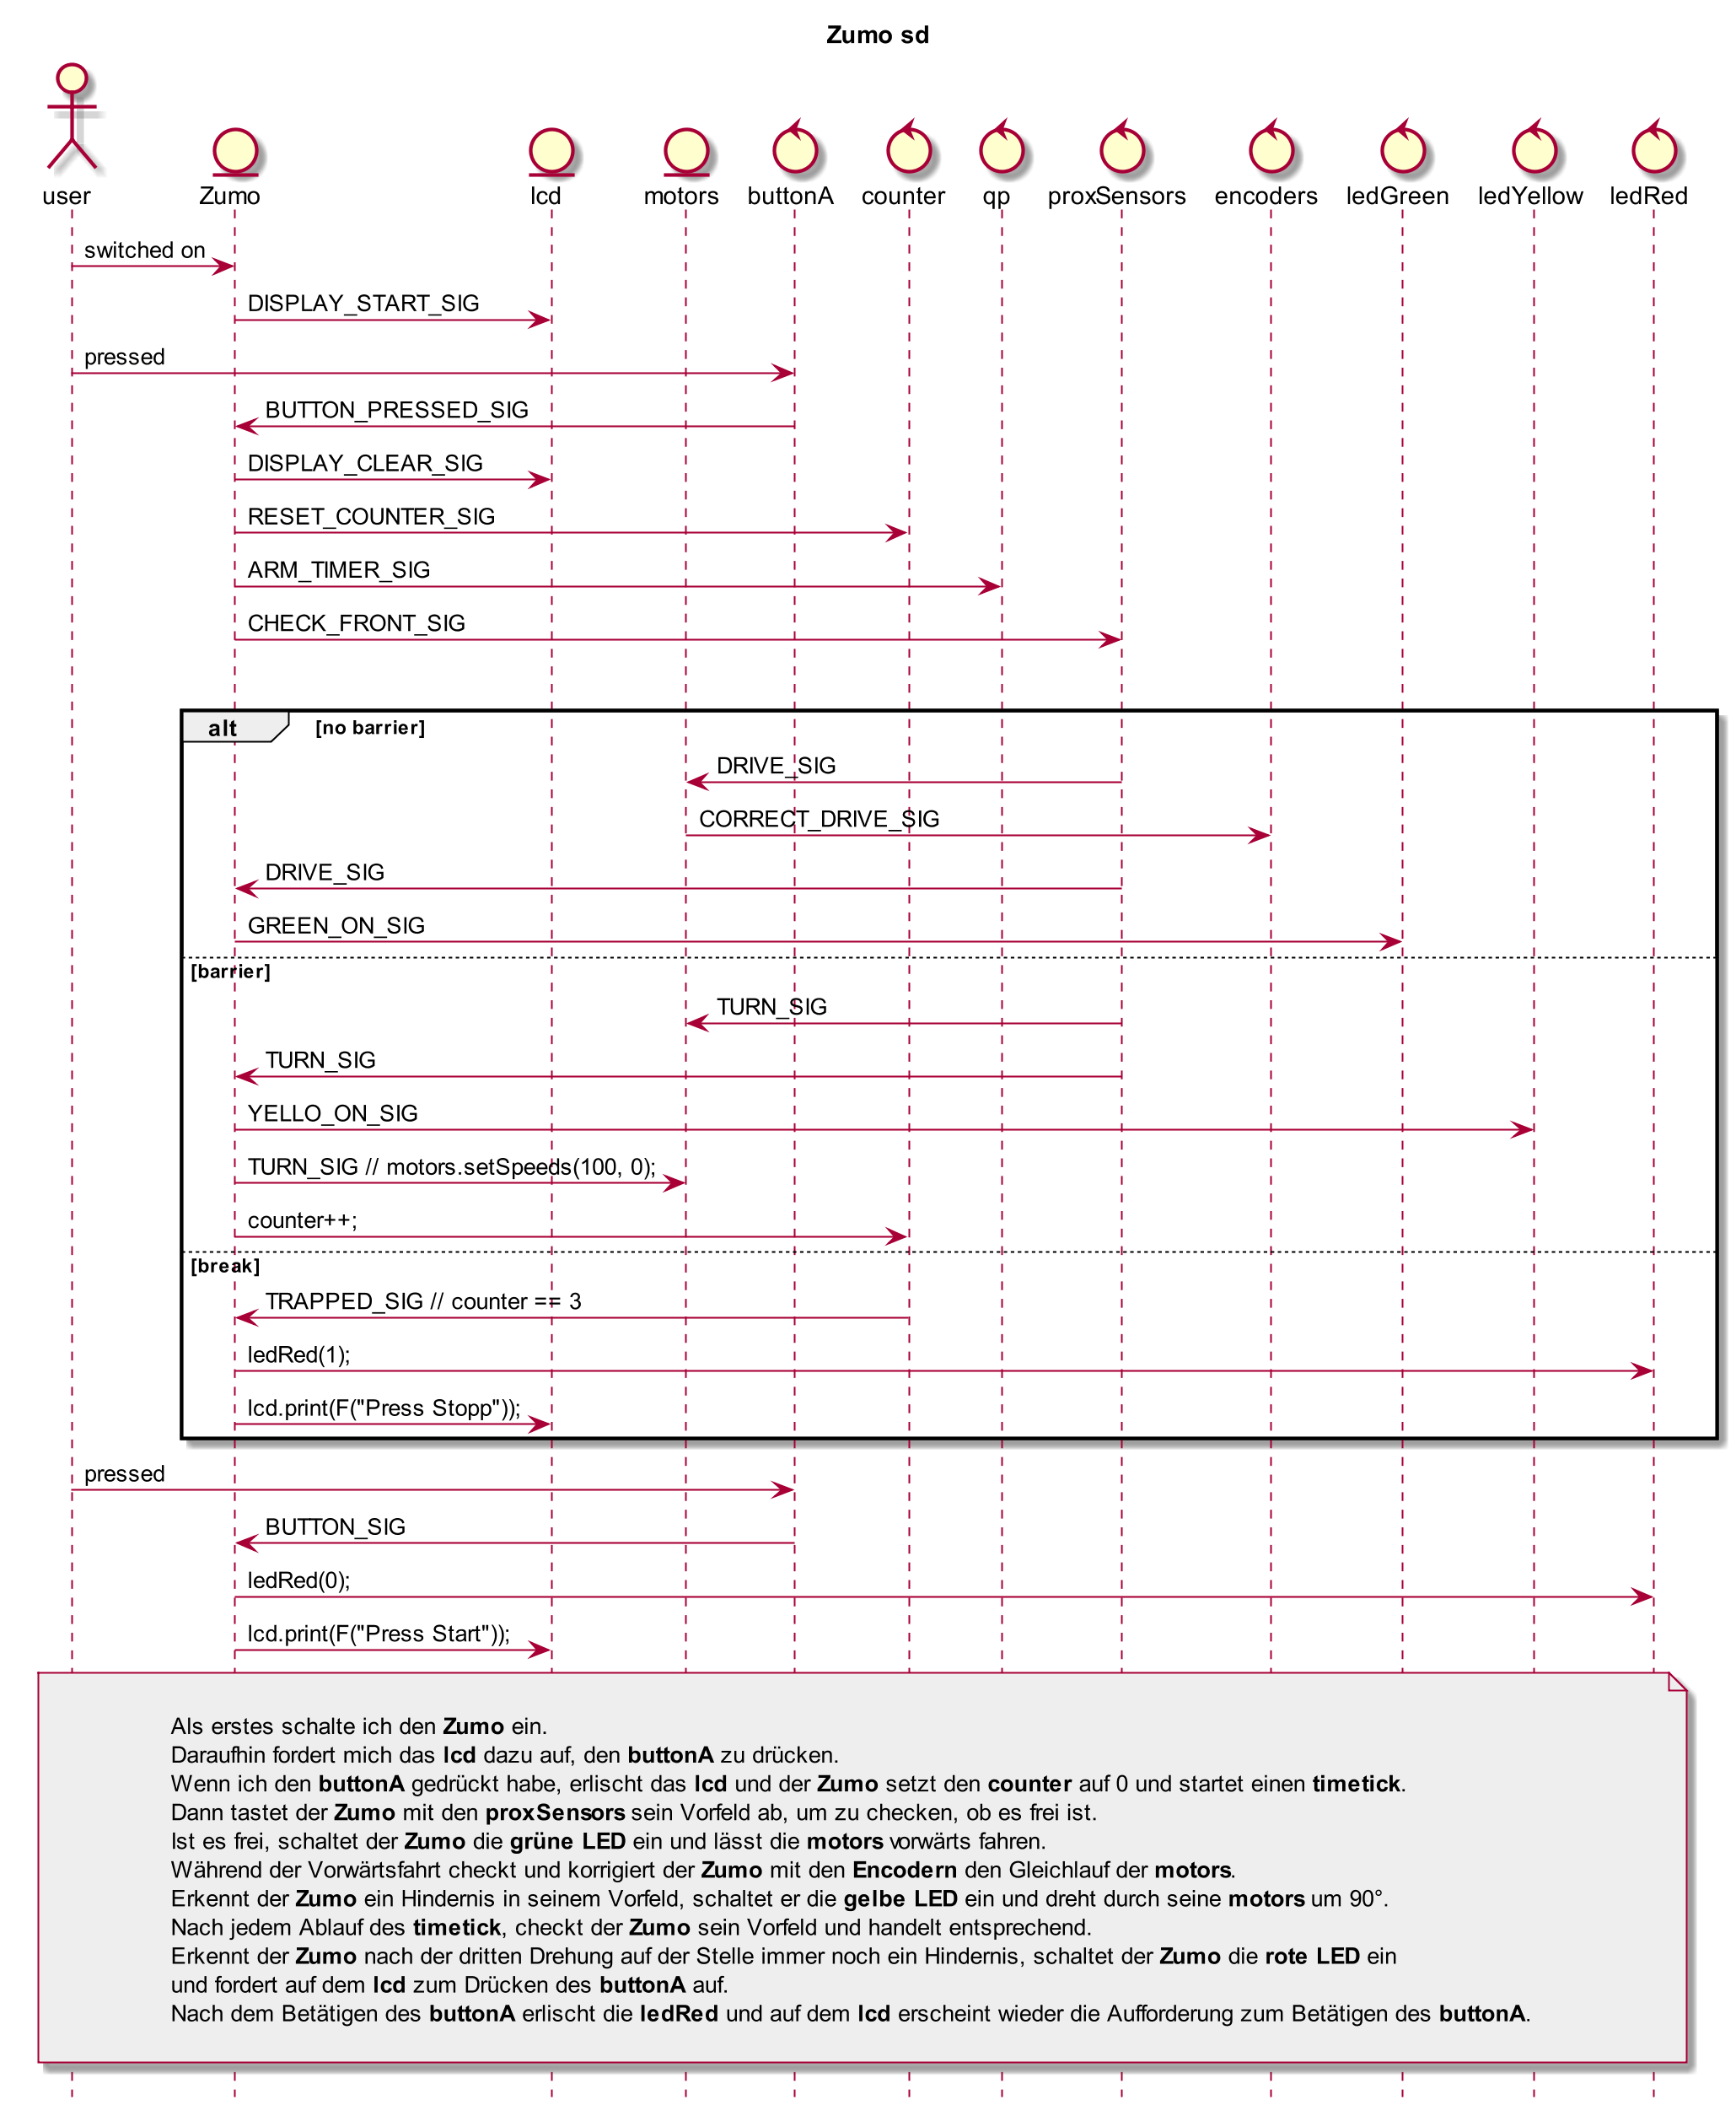 Zumo sd
user Zumo lcd motors buttonA counter qp proxSensors encoders ledGreen ledYellow ledRed
switched on
DISPLAY_START_SIG
pressed
BUTTON_PRESSED_SIG
DISPLAY_CLEAR_SIG
RESET_COUNTER_SIG
ARM_TIMER_SIG
CHECK_FRONT_SIG
alt [no barrier]
DRIVE_SIG
CORRECT_DRIVE_SIG
DRIVE_SIG
GREEN_ON_SIG
[barrier]
TURN_SIG
TURN_SIG
YELLO_ON_SIG
TURN_SIG // motors.setSpeeds(100, 0);
counter++;
[break]
TRAPPED_SIG // counter == 3
ledRed(1);
lcd.print(F("Press Stopp"));
pressed
BUTTON_SIG
ledRed(0);
lcd.print(F("Press Start"));
Als erstes schalte ich den Zumo ein.
Daraufhin fordert mich das lcd dazu auf, den buttonA zu drücken.
Wenn ich den buttonA gedrückt habe, erlischt das lcd und der Zumo setzt den counter auf 0 und startet einen timetick.
Dann tastet der Zumo mit den proxSensors sein Vorfeld ab, um zu checken, ob es frei ist.
Ist es frei, schaltet der Zumo die grüne LED ein und lässt die motors vorwärts fahren.
Während der Vorwärtsfahrt checkt und korrigiert der Zumo mit den Encodern den Gleichlauf der motors.
Erkennt der Zumo ein Hindernis in seinem Vorfeld, schaltet er die gelbe LED ein und dreht durch seine motors um 90°.
Nach jedem Ablauf des timetick, checkt der Zumo sein Vorfeld und handelt entsprechend.
Erkennt der Zumo nach der dritten Drehung auf der Stelle immer noch ein Hindernis, schaltet der Zumo die rote LED ein
und fordert auf dem lcd zum Drücken des buttonA auf.
Nach dem Betätigen des buttonA erlischt die ledRed und auf dem lcd erscheint wieder die Aufforderung zum Betätigen des buttonA.